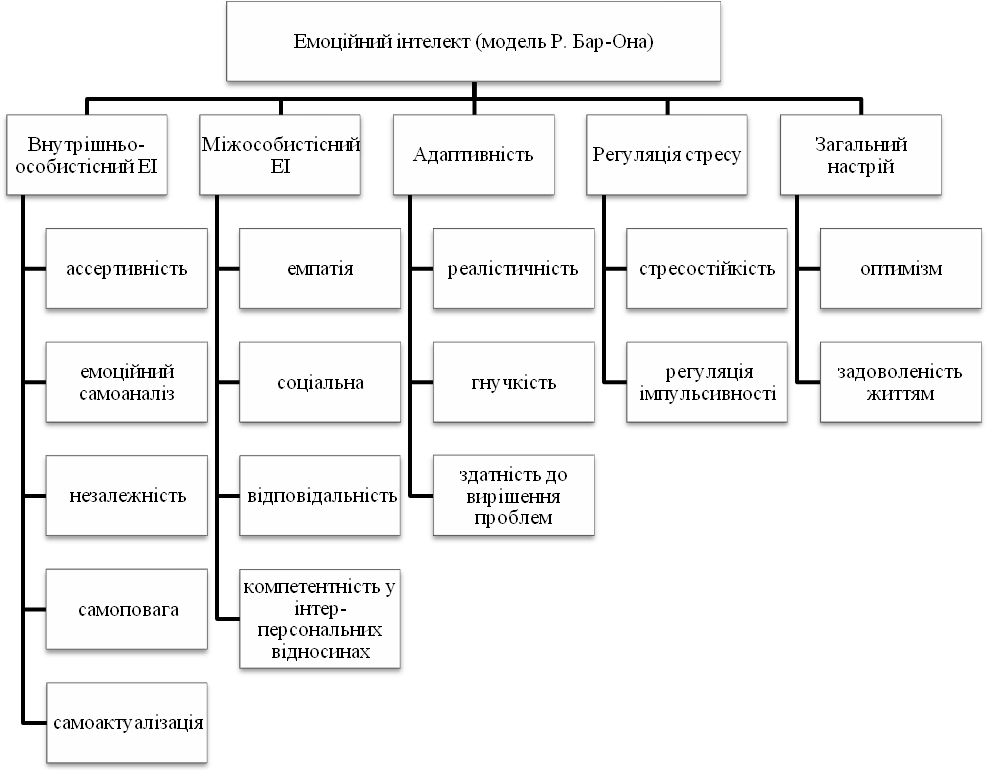 Емоційний інтелект (модель Р. Бар-Она)
Внутрішньо-
особистісний ЕІ
Міжособистісний
ЕІ
Адаптивність
Регуляція стресу
Загальний
настрій
ассертивність
емоційний
самоаналіз
незалежність
самоповага
самоактуалізація
емпатія
соціальна
відповідальність
компетентність у
інтер-
персональних
відносинах
реалістичність
гнучкість
здатність до
вирішення
проблем
стресостійкість
регуляція
імпульсивності
оптимізм
задоволеність
життям